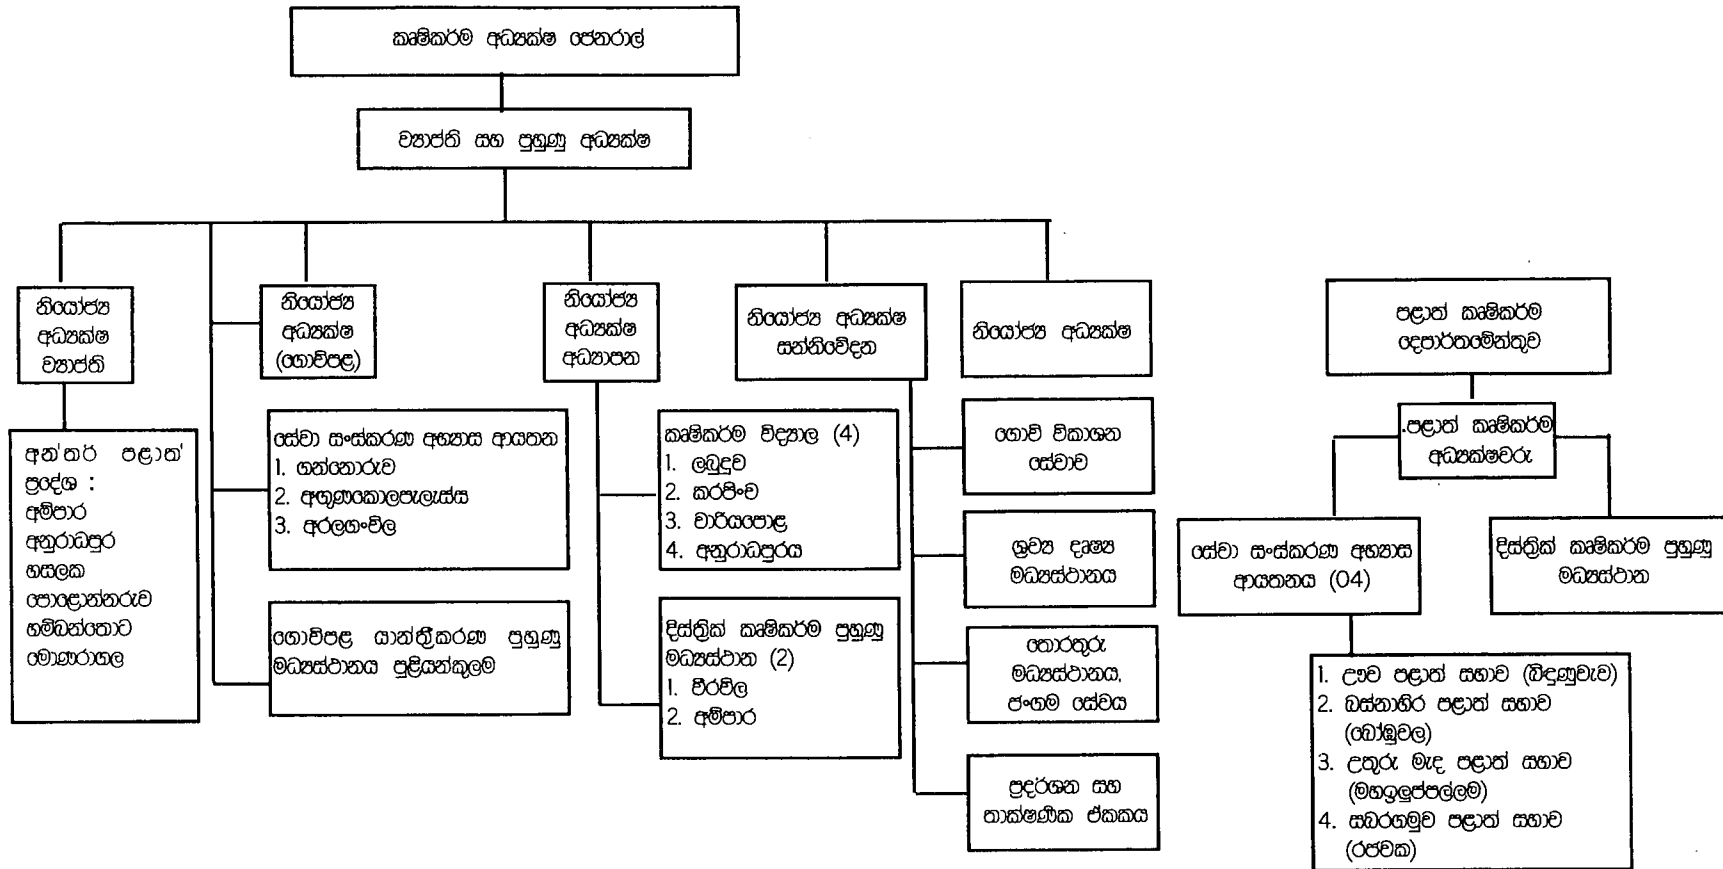 කෘෂිකර්ම අධ්‍යක්ෂ ජෙනරාල්
ව්‍යාප්ති සහ පුහුණු අධ්‍යක්ෂ
නියෝජ්‍ය
අධ්‍යක්ෂ
ව්‍යාප්ති
නියෝජ්‍ය
අධ්‍යක්ෂ
(ගොවිපළ)
නියෝජ්‍ය
අධ්‍යක්ෂ
අධ්‍යාපන
නියෝජ්‍ය අධ්‍යක්ෂ
සන්නිවේදන
නියෝජ්‍ය අධ්‍යක්ෂ
අන්තර් පළාත්
ප්‍රදේශ :
අම්පාර
අනුරාධපුර
හසලක
පොළොන්නරුව
හම්බන්තොට
මොණරාගල
සේවා සංස්කරණ අභ්‍යාස ආයතන
1. ගන්නොරුව
2. අඟුණකොලපැලැස්ය
3. අරලගංවිල
ගොවිපළ යාන්ත්‍රීකරණ පුහුණු
මධ්‍යස්ථානය පුළියන්කුලම
කෘෂිකර්ම විද්‍යාල (4)
1. ලබුදුව
2. කරපිංච
3. වාරියපොළ
4. අනුරාධපුරය
දිස්ත්‍රික් කෘෂිකර්ම පුහුණු
මධ්‍යස්ථාන (2)
1. වීරවිල
2. අම්පාර
ගොවි විකාශන
සේවාව
ශ්‍රව්‍ය දෘෂ්‍ය
මධ්‍යස්ථානය
තොරතුරු
මධ්‍යස්ථානය,
ජංගම සේවය
ප්‍රදර්ශන සහ
තාක්ෂණික ඒකකය
පළාත් කෘෂිකර්ම
දෙපාර්තමේන්තුව
පළාත් කෘෂිකර්ම
අධ්‍යක්ෂවරු
සේවා සංස්කරණ අභ්‍යාස
ආයතනය (04)
දිස්ත්‍රික් කෘෂිකර්ම පුහුණු
මධ්‍යස්ථාන
1. ඌව පළාත් සභාව (බිඳුණුවැව)
2. බස්නාහිර පළාත් සභාව
(බෝඹුවල)
3. උතුරු මැද පළාත් සභාව
(මහඉලුප්පල්ලම)
4. සබරගමුව පළාත් සභාව
(රජවක)